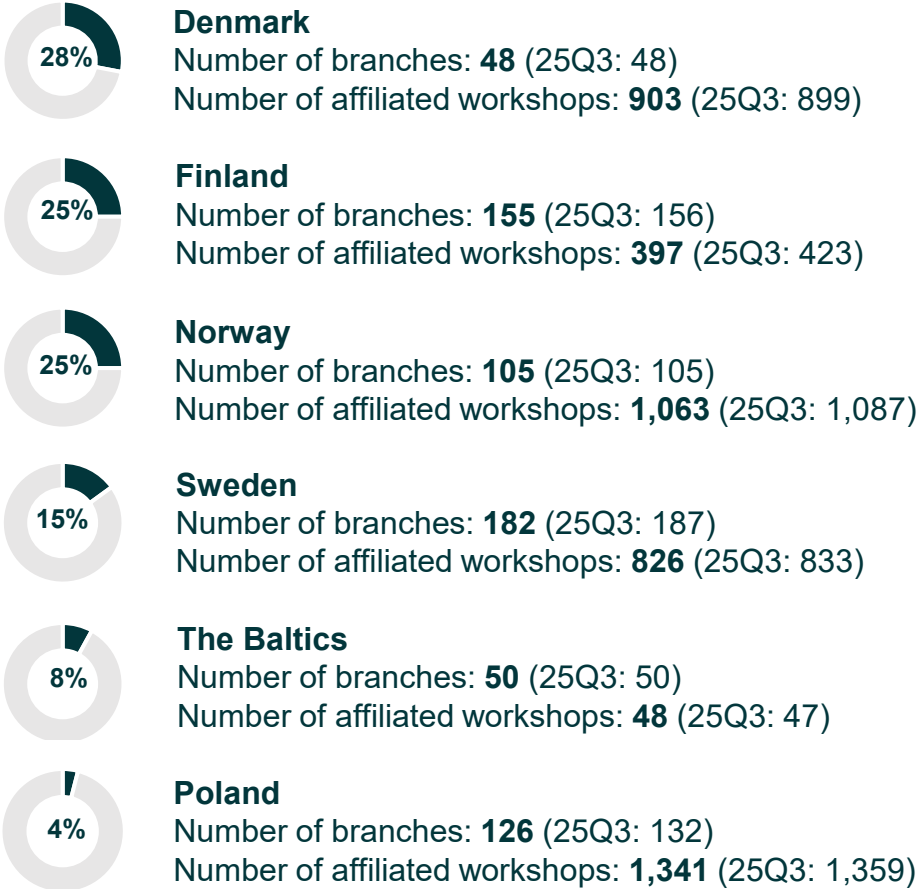 28%
Denmark
Number of branches: 48 (25Q3: 48)
Number of affiliated workshops: 903 (25Q3: 899)
25%
Finland
Number of branches: 155 (25Q3: 156)
Number of affiliated workshops: 397 (25Q3: 423)
25%
Norway
Number of branches: 105 (25Q3: 105)
Number of affiliated workshops: 1,063 (25Q3: 1,087)
15%
Sweden
Number of branches: 182 (25Q3: 187)
Number of affiliated workshops: 826 (25Q3: 833)
8%
The Baltics
Number of branches: 50 (25Q3: 50)
Number of affiliated workshops: 48 (25Q3: 47)
4%
Poland
Number of branches: 126 (25Q3: 132)
Number of affiliated workshops: 1,341 (25Q3: 1,359)